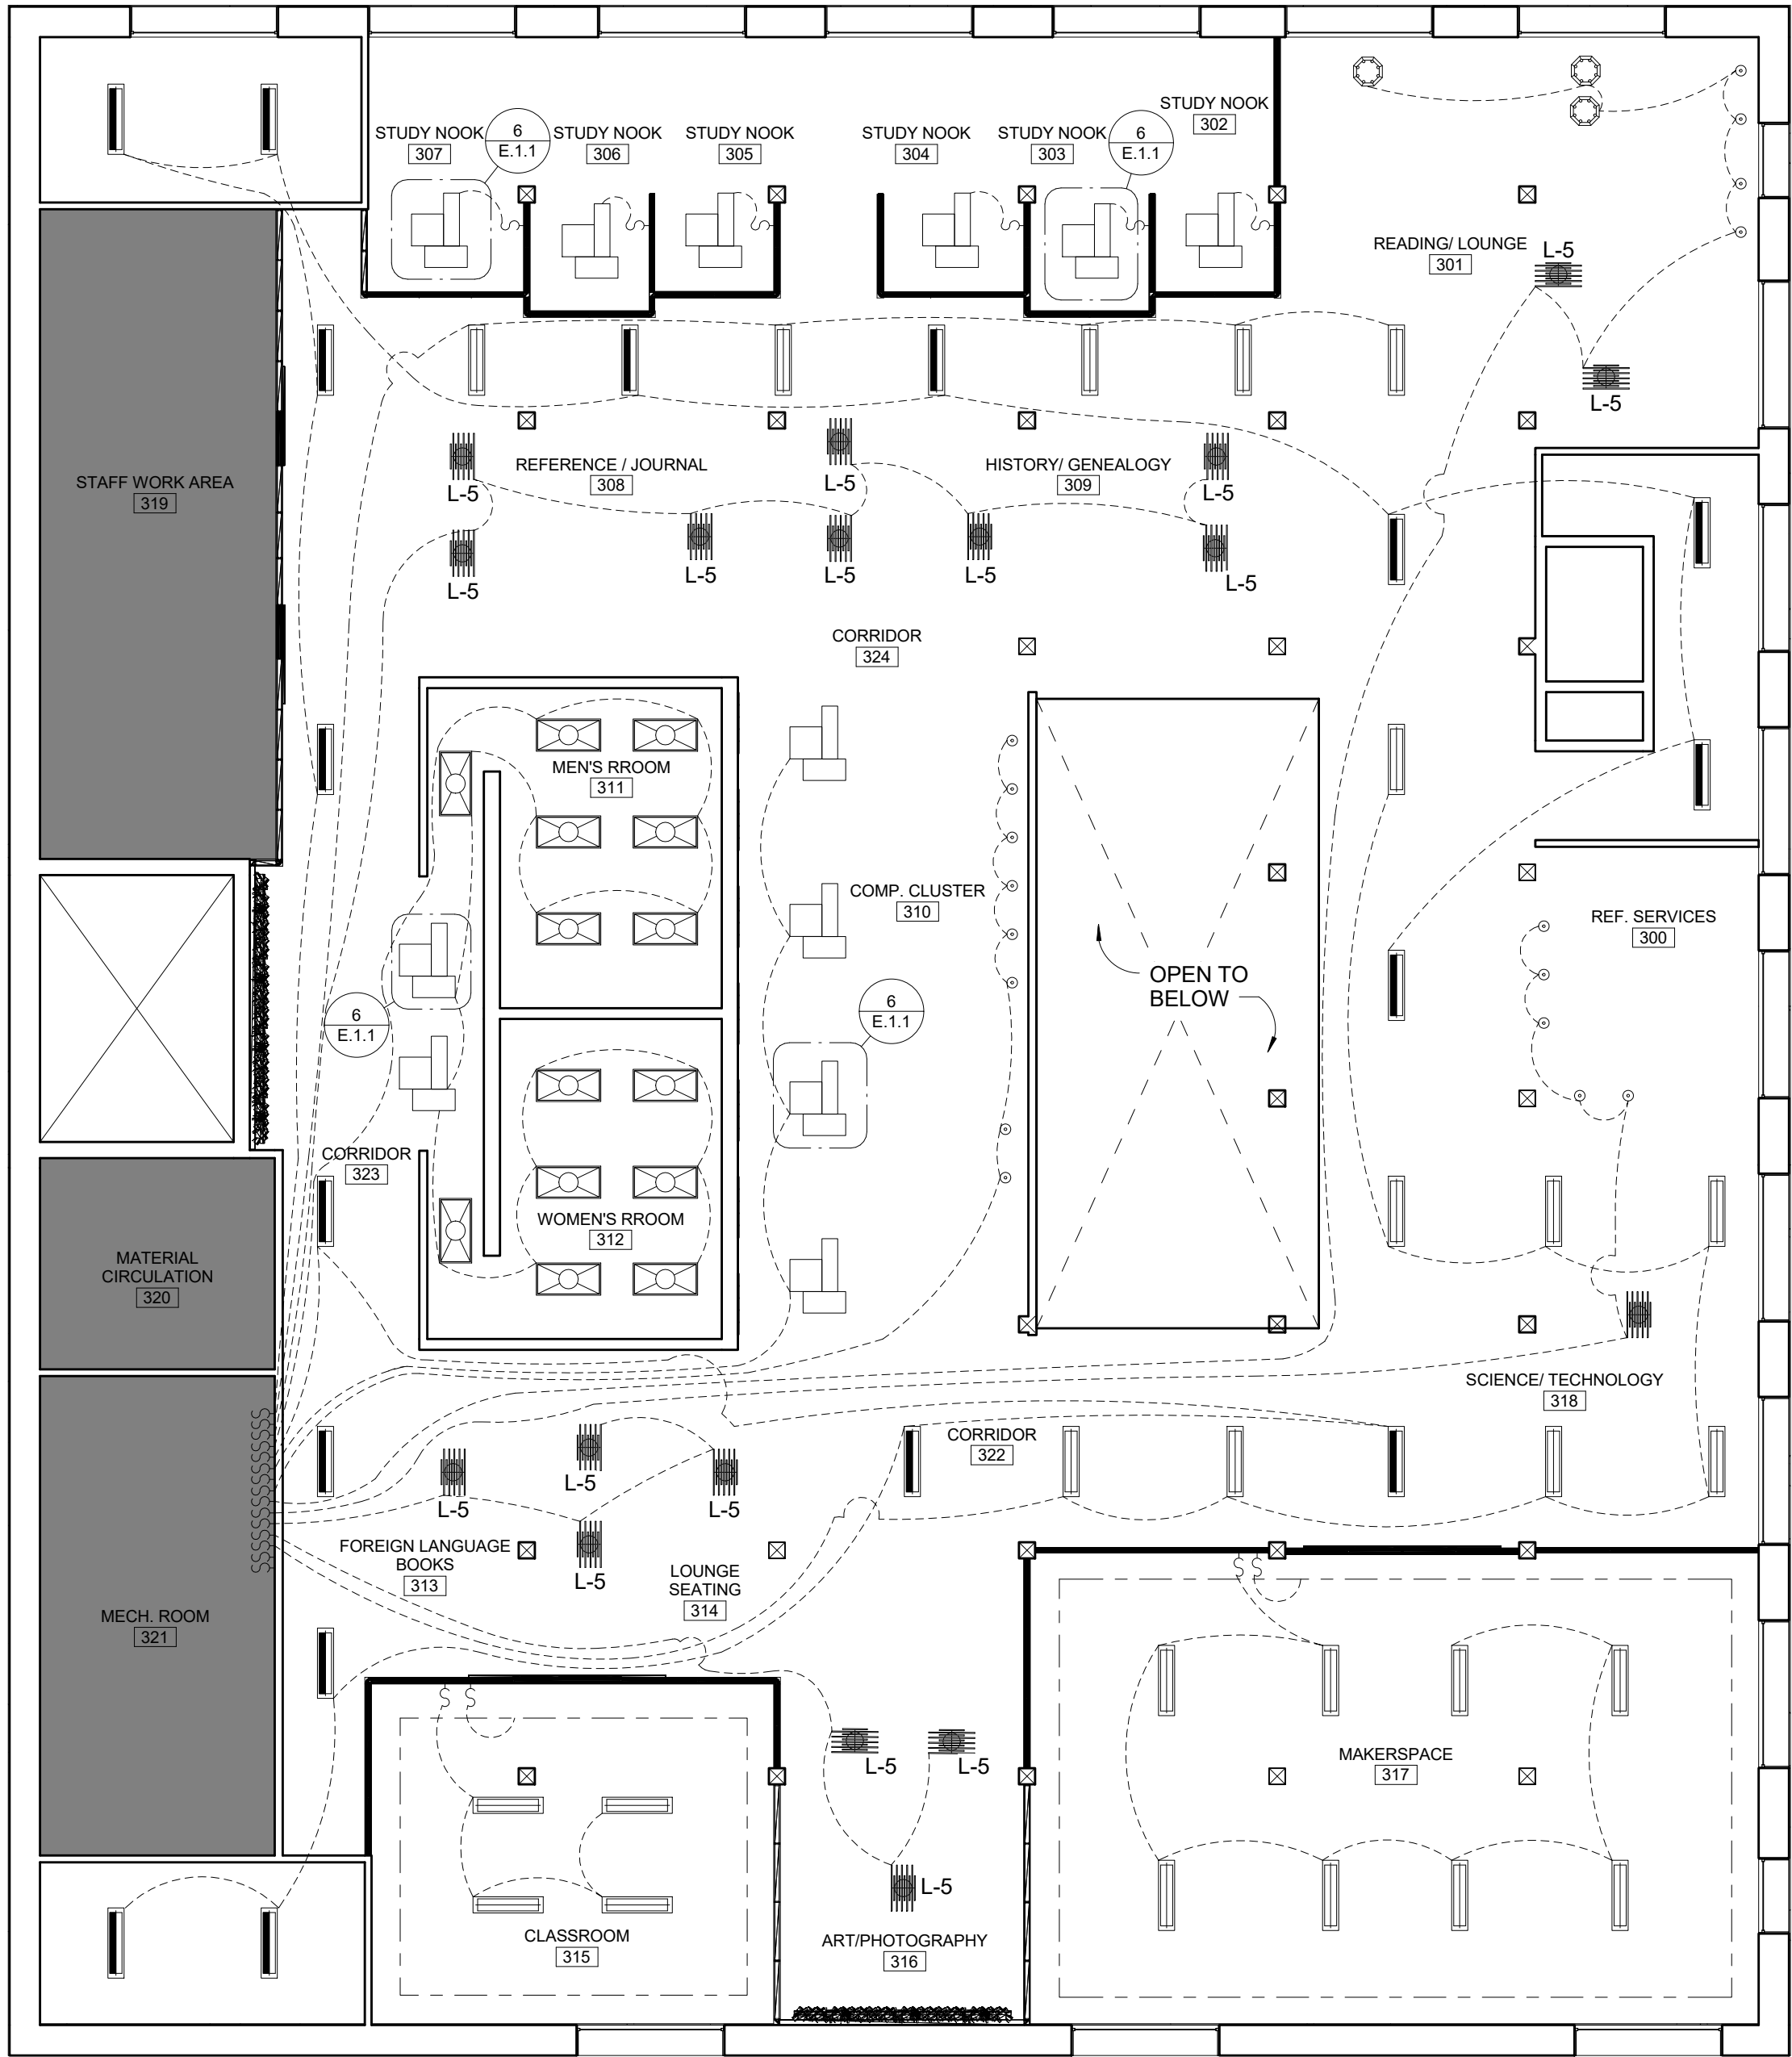 STUDY NOOK
307
6
E.1.1
STUDY NOOK
306
STUDY NOOK
305
STUDY NOOK
304
STUDY NOOK
303
6
E.1.1
STUDY NOOK
302
READING/ LOUNGE
301
L-5
L-5
STAFF WORK AREA
319
REFERENCE / JOURNAL
308
HISTORY/ GENEALOGY
309
L-5
L-5
L-5
L-5
L-5
L-5
L-5
L-5
CORRIDOR
324
MEN'S RROOM
311
COMP. CLUSTER
310
REF. SERVICES
300
OPEN TO
BELOW
6
E.1.1
6
E.1.1
CORRIDOR
323
WOMEN'S RROOM
312
MATERIAL
CIRCULATION
320
SCIENCE/ TECHNOLOGY
318
CORRIDOR
322
L-5
L-5
L-5
L-5
FOREIGN LANGUAGE
BOOKS
313
LOUNGE
SEATING
314
MECH. ROOM
321
L-5
L-5
MAKERSPACE
317
L-5
CLASSROOM
315
ART/PHOTOGRAPHY
316